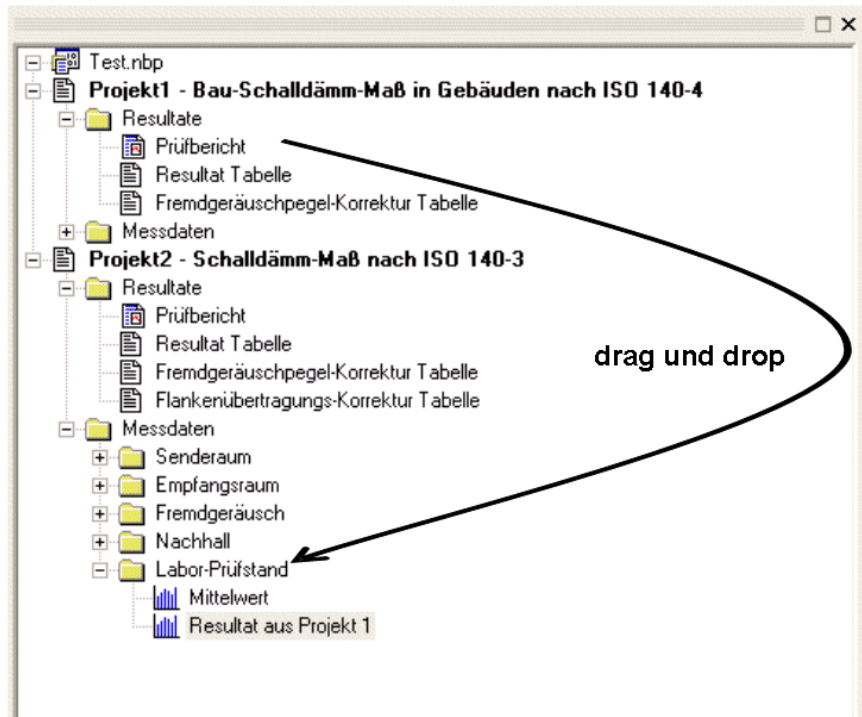 Test.nbp
Projekt1 - Bau-Schalldämm-Maß in Gebäuden nach ISO 140-4
Resultate
Prüfbericht
Resultat Tabelle
Fremdgeräuschpegel-Korrektur Tabelle
Messdaten
Projekt2 - Schalldämm-Maß nach ISO 140-3
Resultate
Prüfbericht
Resultat Tabelle
drag und drop
Fremdgeräuschpegel-Korrektur Tabelle
Flankenübertragungs-Korrektur Tabelle
Messdaten
Senderaum
Empfangsraum
Fremdgeräusch
Nachhall
Labor-Prüfstand
Mittelwert
Resultat aus Projekt 1